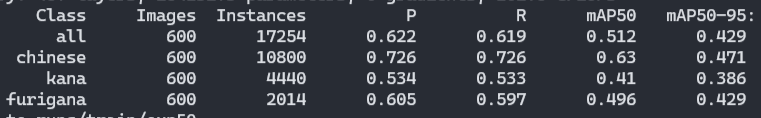 Class Images Instances P R mAP50 mAP50-95:
all 600 17254 0.622 0.619 0.512 0.429
chinese 600 10800 0.726 0.726 0.63 0.471
kana 600 4440 0.534 0.533 0.41 0.386
furigana 600 2014 0.605 0.597 0.496 0.429